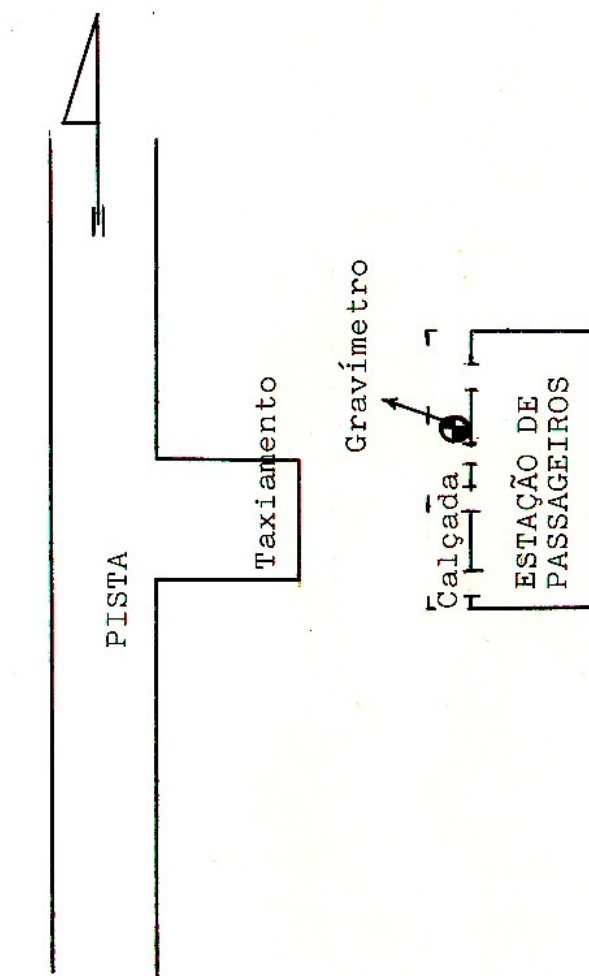 PISTA
Taxiamento
Gravímetro
Calçada
ESTAÇÃO DE
PASSAGEIROS